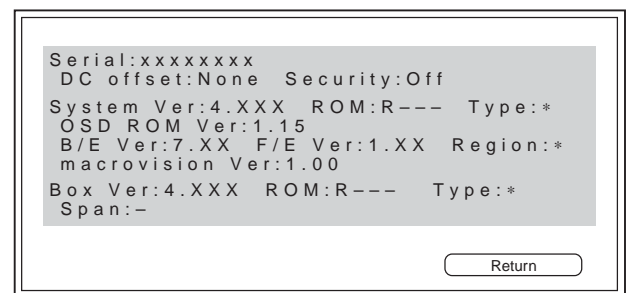 Serial:xxxxxxxx
DC offset:None Security:Off
System Ver:4.XXX ROM:R––– Type:*
OSD ROM Ver:1.15
B/E Ver:7.XX F/E Ver:1.XX Region:*
macrovision Ver:1.00
Box Ver:4.XXX ROM:R––– Type:*
Span:–
Return